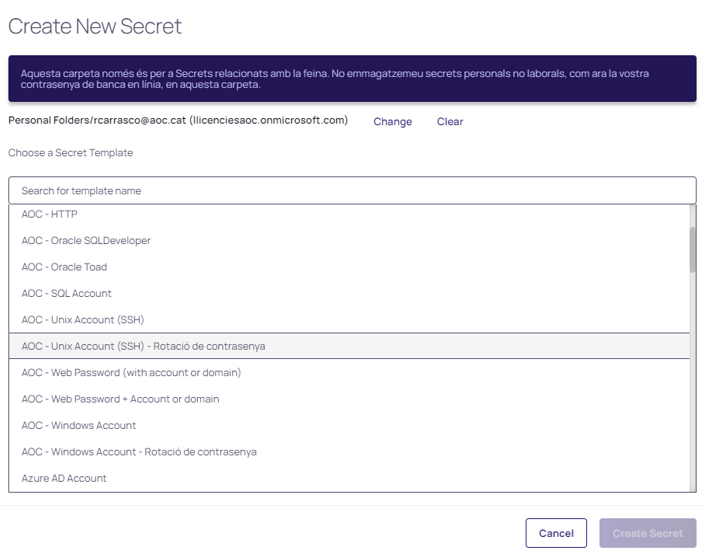 Create New Secret
Aquesta carpeta només és per a Secrets relacionats amb la feina. No emmagatzemeu secrets personals no laborals, com ara la vostra
contrasenya de banca en línia, en aquesta carpeta.
Personal Folders/rcarrasco@aoc.cat (llicenciesaoc.onmicrosoft.com) Change Clear
Choose a Secret Template
Search for template name
AOC - HTTP
AOC - Oracle SQLDeveloper
AOC - Oracle Toad
AOC - SQL Account
AOC - Unix Account (SSH)
AOC - Unix Account (SSH) - Rotació de contrasenya
AOC - Web Password (with account or domain)
AOC - Web Password + Account or domain
AOC - Windows Account
AOC - Windows Account - Rotació de contrasenya
Azure AD Account
Cancel Create Secret